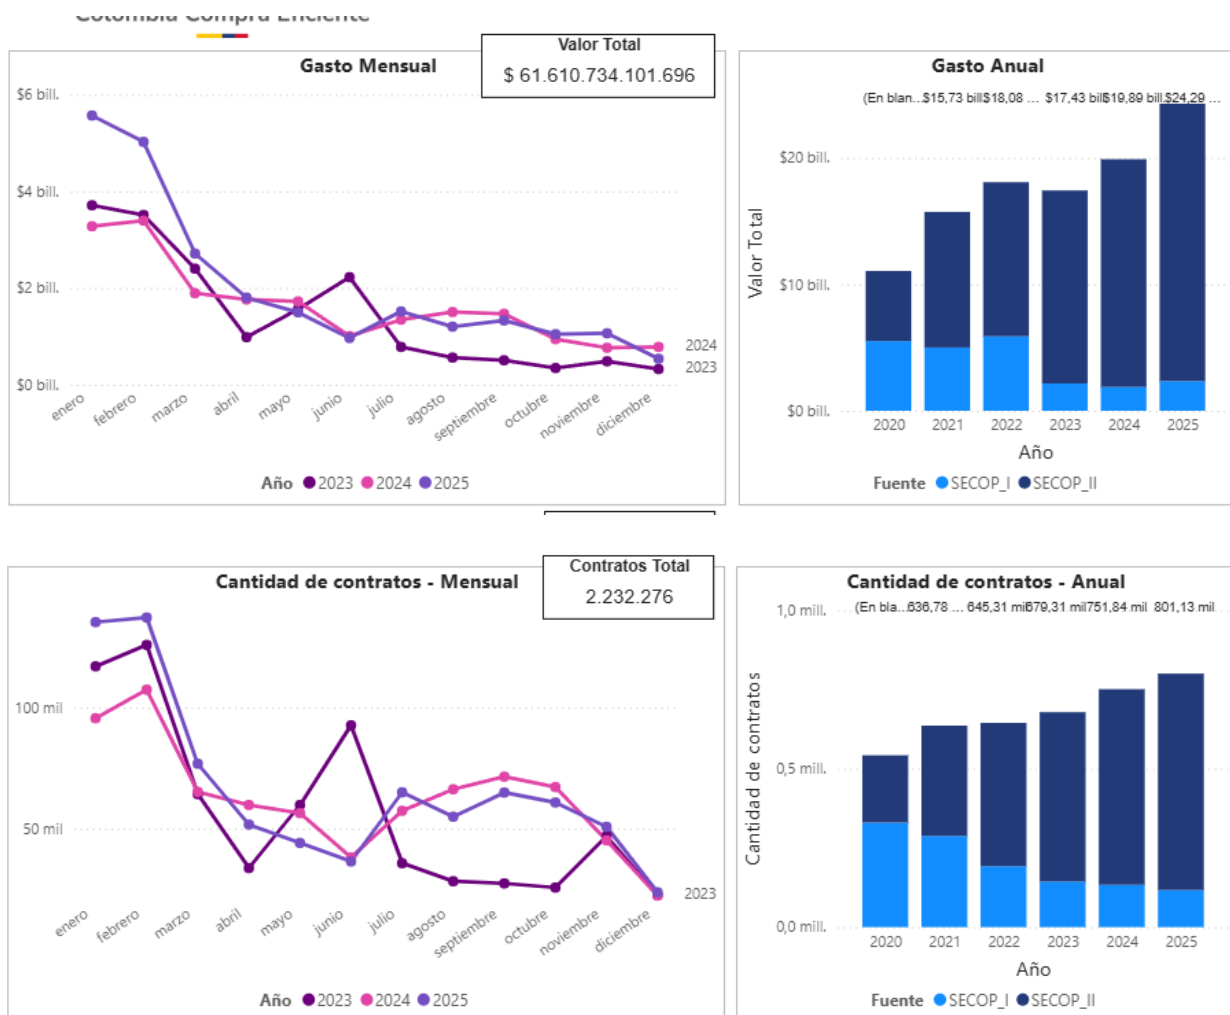 Colombia Compra Eficiente
Valor Total
$ 61.610.734.101.696
Gasto Mensual
$6 bill.
$4 bill.
$2 bill.
$0 bill.
2024
2023
enero
febrero
marzo
abril
mayo
junio
julio
agosto
septiembre
octubre
noviembre
diciembre
Año 2023 2024 2025
Gasto Anual
(En blan... $15,73 bill. $18,08 ... $17,43 bill. $19,89 bill. $24,29 ...
$20 bill.
$10 bill.
$0 bill.
Valor Total
2020 2021 2022 2023 2024 2025
Año
Fuente SECOP_I SECOP_II
Contratos Total
2.232.276
Cantidad de contratos - Mensual
100 mil
50 mil
2023
enero
febrero
marzo
abril
mayo
junio
julio
agosto
septiembre
octubre
noviembre
diciembre
Año 2023 2024 2025
Cantidad de contratos - Anual
(En bla... 636,78 ... 645,31 mil 679,31 mil 751,84 mil 801,13 mil
1,0 mill.
0,5 mill.
0,0 mill.
Cantidad de contratos
2020 2021 2022 2023 2024 2025
Año
Fuente SECOP_I SECOP_II